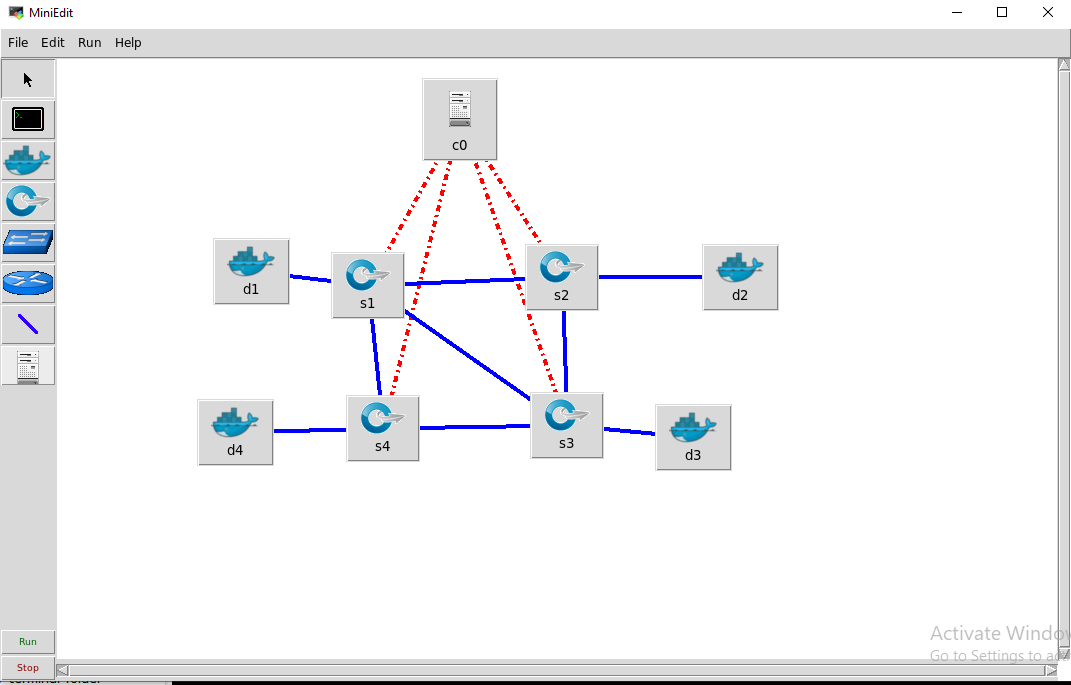 MiniEdit
File Edit Run Help
c0
d1
s1
s2
d2
d4
s4
s3
d3
Run
Stop
Activate Windo
Go to Settings to